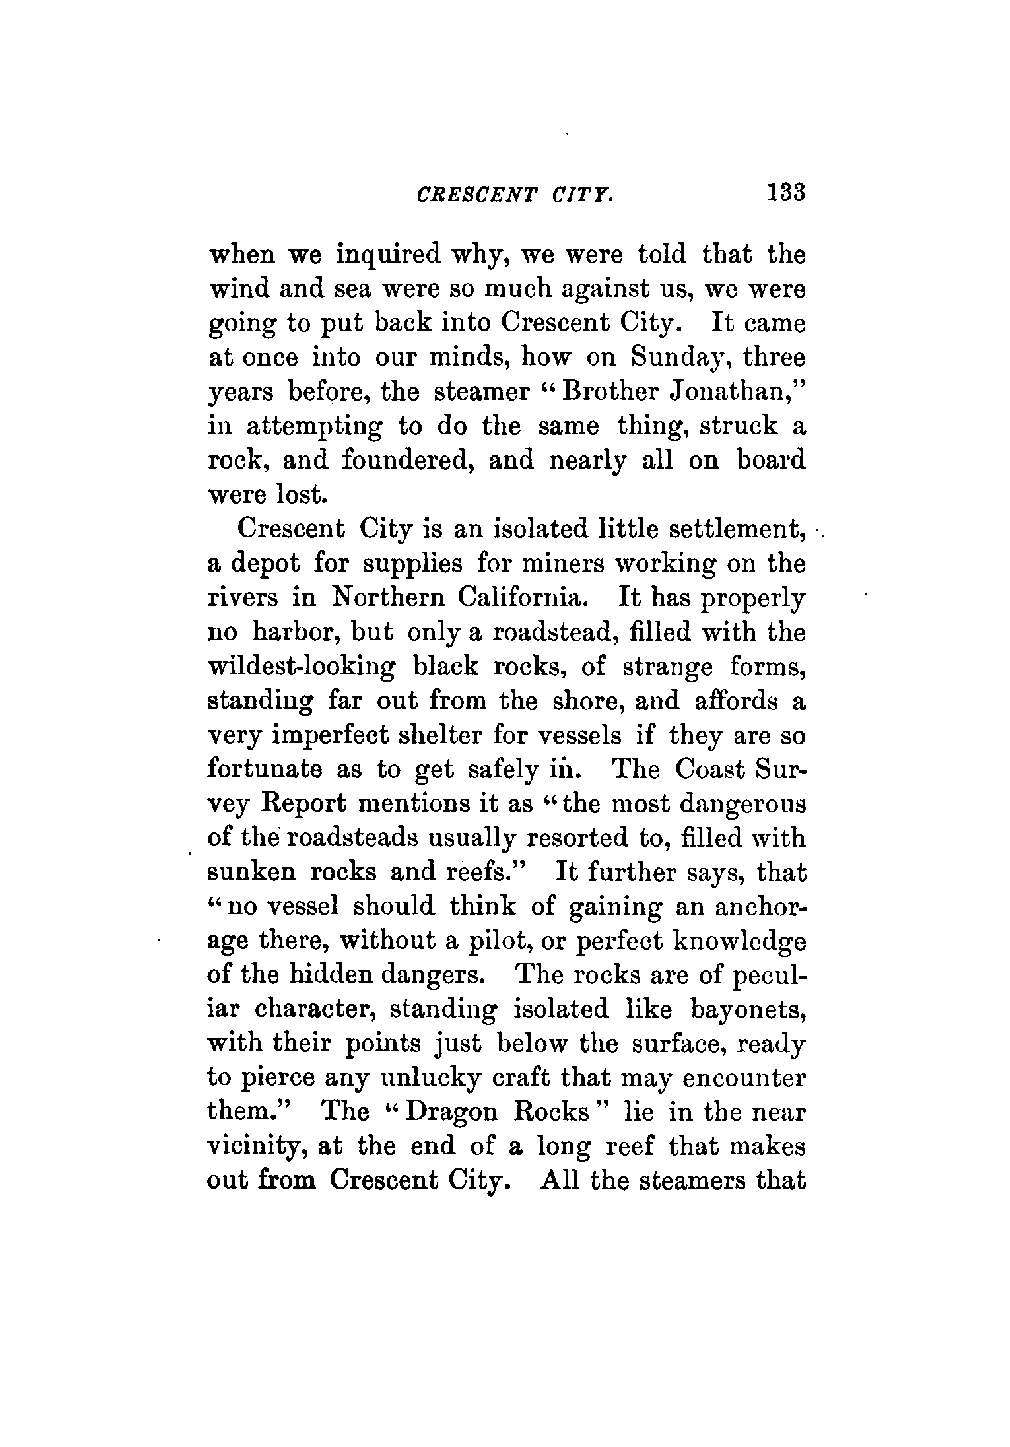 CRESCENT CITY. 133
when we inquired why, we were told that the
wind and sea were so much against us, we were
going to put back into Crescent City. It came
at once into our minds, how on Sunday, three
years before, the steamer “Brother Jonathan,”
in attempting to do the same thing, struck a
rock, and foundered, and nearly all on board
were lost.
Crescent City is an isolated little settlement,
a depot for supplies for miners working on the
rivers in Northern California. It has properly
no harbor, but only a roadstead, filled with the
wildest-looking black rocks, of strange forms,
standing far out from the shore, and affords a
very imperfect shelter for vessels if they are so
fortunate as to get safely in. The Coast Sur-
vey Report mentions it as “the most dangerous
of the roadsteads usually resorted to, filled with
sunken rocks and reefs.” It further says, that
“no vessel should think of gaining an anchor-
age there, without a pilot, or perfect knowledge
of the hidden dangers. The rocks are of pecul-
iar character, standing isolated like bayonets,
with their points just below the surface, ready
to pierce any unlucky craft that may encounter
them.” The “Dragon Rocks” lie in the near
vicinity, at the end of a long reef that makes
out from Crescent City. All the steamers that